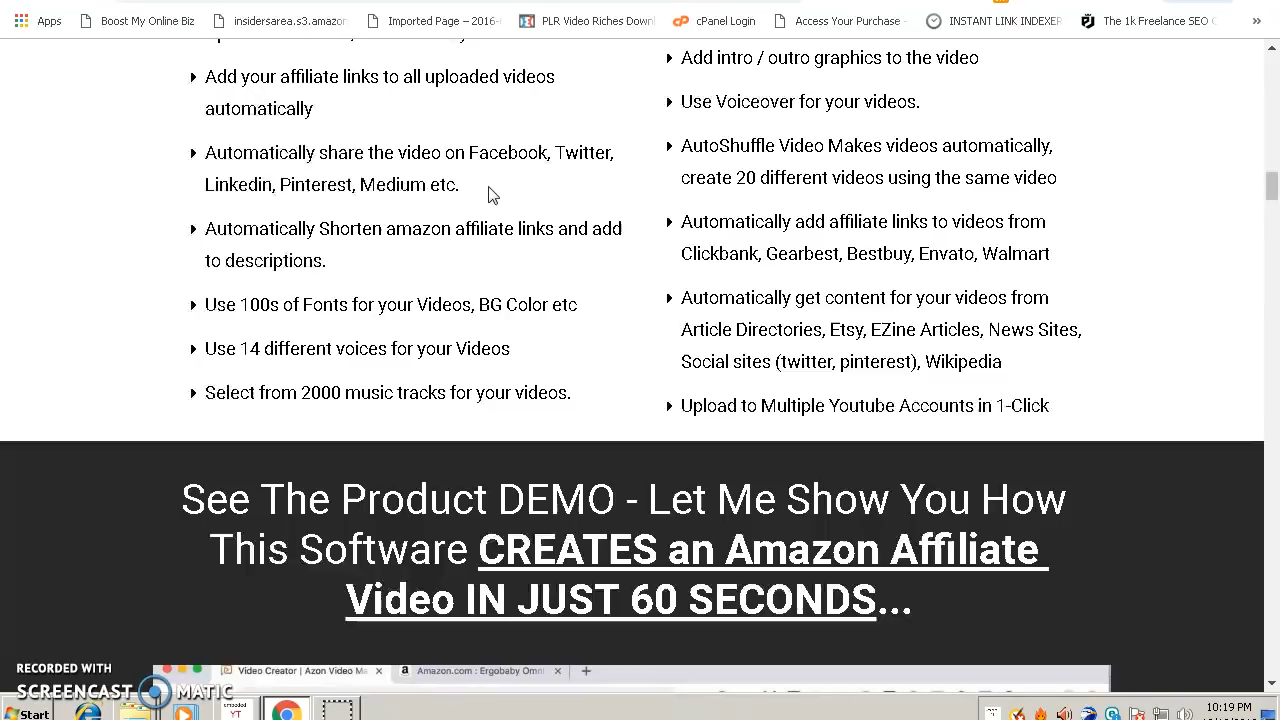 Apps
Boost My Online Biz
insidersarea.s3.amazon
Imported Page – 2016-
PLR Video Riches Downl
cPanel Login
Access Your Purchase -
INSTANT LINK INDEXER
The 1k Freelance SEO
»
Add your affiliate links to all uploaded videos
automatically
Automatically share the video on Facebook, Twitter,
Linkedin, Pinterest, Medium etc.
Automatically Shorten amazon affiliate links and add
to descriptions.
Use 100s of Fonts for your Videos, BG Color etc
Use 14 different voices for your Videos
Select from 2000 music tracks for your videos.
Add intro / outro graphics to the video
Use Voiceover for your videos.
AutoShuffle Video Makes videos automatically,
create 20 different videos using the same video
Automatically add affiliate links to videos from
Clickbank, Gearbest, Bestbuy, Envato, Walmart
Automatically get content for your videos from
Article Directories, Etsy, EZine Articles, News Sites,
Social sites (twitter, pinterest), Wikipedia
Upload to Multiple Youtube Accounts in 1-Click
See The Product DEMO - Let Me Show You How
This Software CREATES an Amazon Affiliate
Video IN JUST 60 SECONDS...
Video Creator | Azon Video Ma
Amazon.com : Ergobaby Omni
RECORDED WITH
SCREENCAST MATIC
Start
YT
10:19 PM